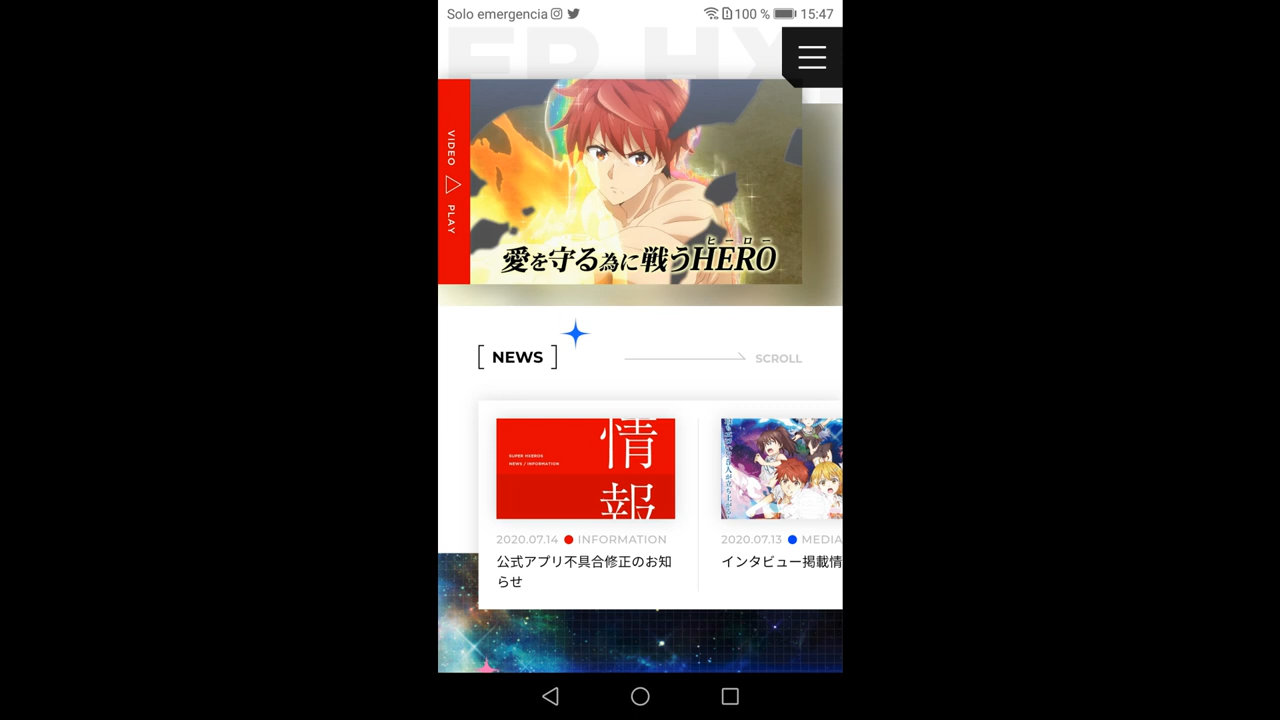 Solo emergencia 100 % 15:47
ER HX
VIDEO
PLAY
ヒーロー
愛を守る為に戦うHERO
[ NEWS ]
SCROLL
情報
SUPER HXEROS
NEWS / INFORMATION
2020.07.14 INFORMATION
公式アプリ不具合修正のお知
らせ
2020.07.13 MEDIA
インタビュー掲載情